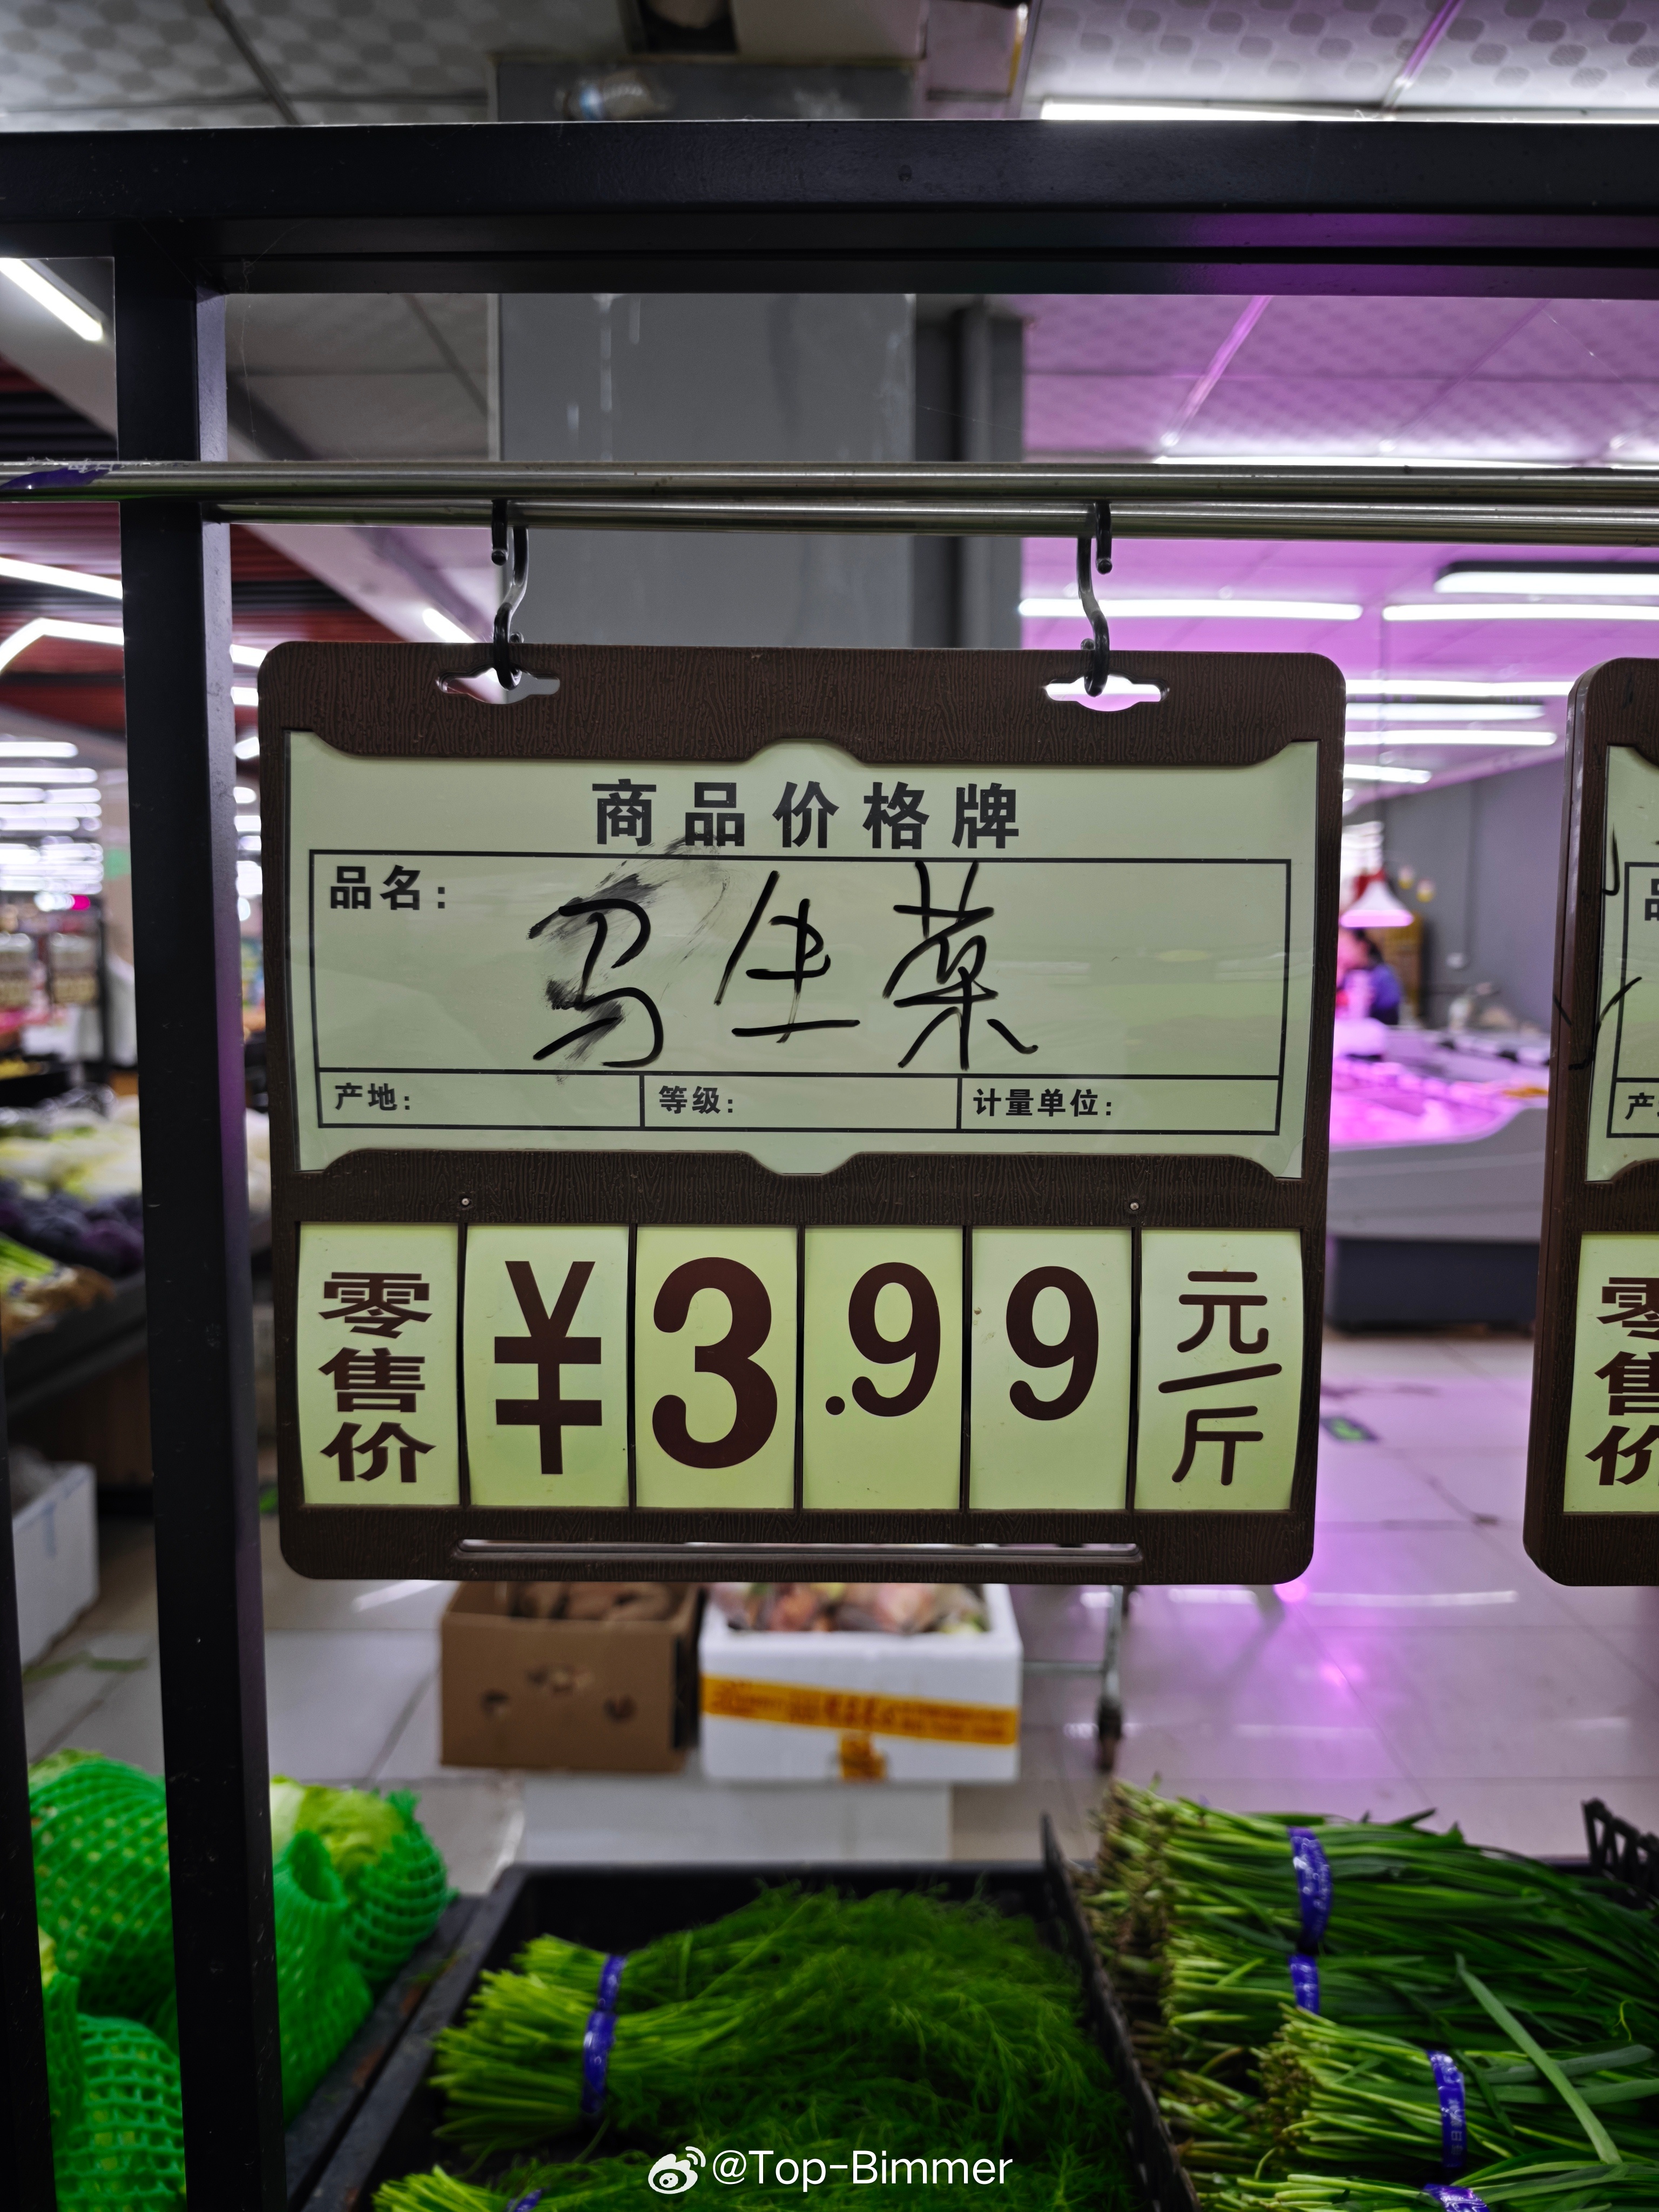 商品价格牌
品名: 马生菜
产地: 等级: 计量单位:
零售价 ¥3.99 元/斤
@Top-Bimmer